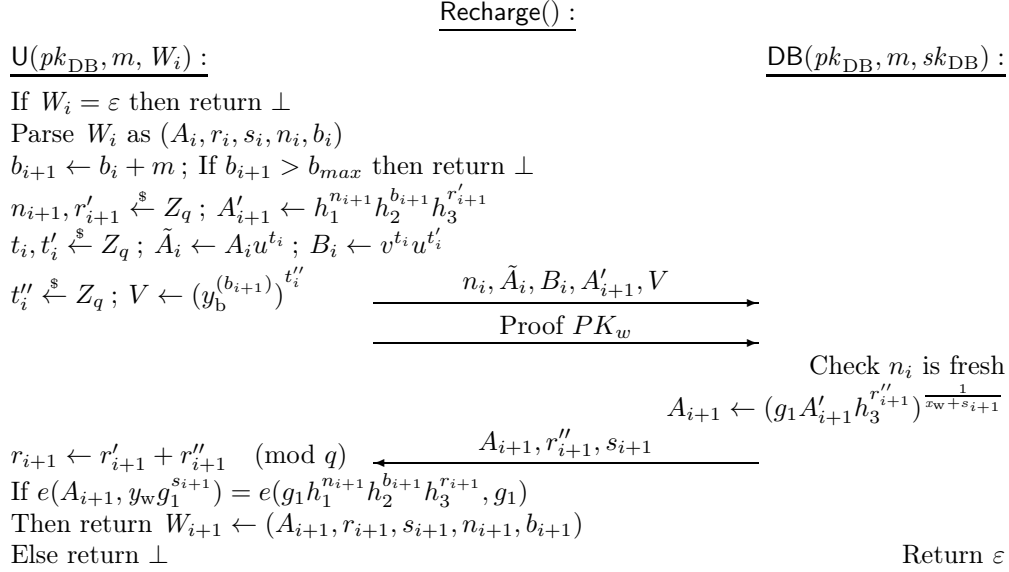 Recharge() :
U(pk_DB, m, W_i) : DB(pk_DB, m, sk_DB) :
If W_i = ε then return ⊥
Parse W_i as (A_i, r_i, s_i, n_i, b_i)
b_{i+1} ← b_i + m ; If b_{i+1} > b_{max} then return ⊥
n_{i+1}, r'_{i+1} ←$ Z_q ; A'_{i+1} ← h_1^{n_{i+1}} h_2^{b_{i+1}} h_3^{r'_{i+1}}
t_i, t'_i ←$ Z_q ; Ã_i ← A_i u^{t_i} ; B_i ← v^{t_i} u^{t'_i}
t''_i ←$ Z_q ; V ← (y_b^{(b_{i+1})})^{t''_i} n_i, Ã_i, B_i, A'_{i+1}, V
Proof PK_w
Check n_i is fresh
A_{i+1} ← (g_1 A'_{i+1} h_3^{r''_{i+1}})^{\frac{1}{x_w + s_{i+1}}}
r_{i+1} ← r'_{i+1} + r''_{i+1} (mod q) A_{i+1}, r''_{i+1}, s_{i+1}
If e(A_{i+1}, y_w g_1^{s_{i+1}}) = e(g_1 h_1^{n_{i+1}} h_2^{b_{i+1}} h_3^{r_{i+1}}, g_1)
Then return W_{i+1} ← (A_{i+1}, r_{i+1}, s_{i+1}, n_{i+1}, b_{i+1})
Else return ⊥ Return ε